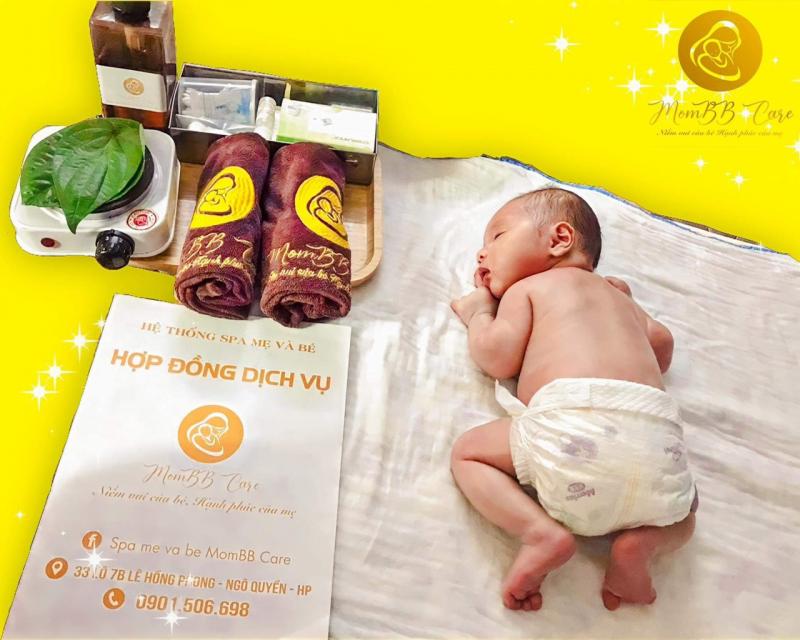 MomBB Care
Niềm vui của bé Hạnh phúc của mẹ
MomBB
HỆ THỐNG SPA MẸ VÀ BÉ
HỢP ĐỒNG DỊCH VỤ
MomBB Care
Niềm vui của bé, Hạnh phúc của mẹ
Spa me va be MomBB Care
33 LÔ 7B LÊ HỒNG PHONG - NGÔ QUYỀN - HP
0901.506.698